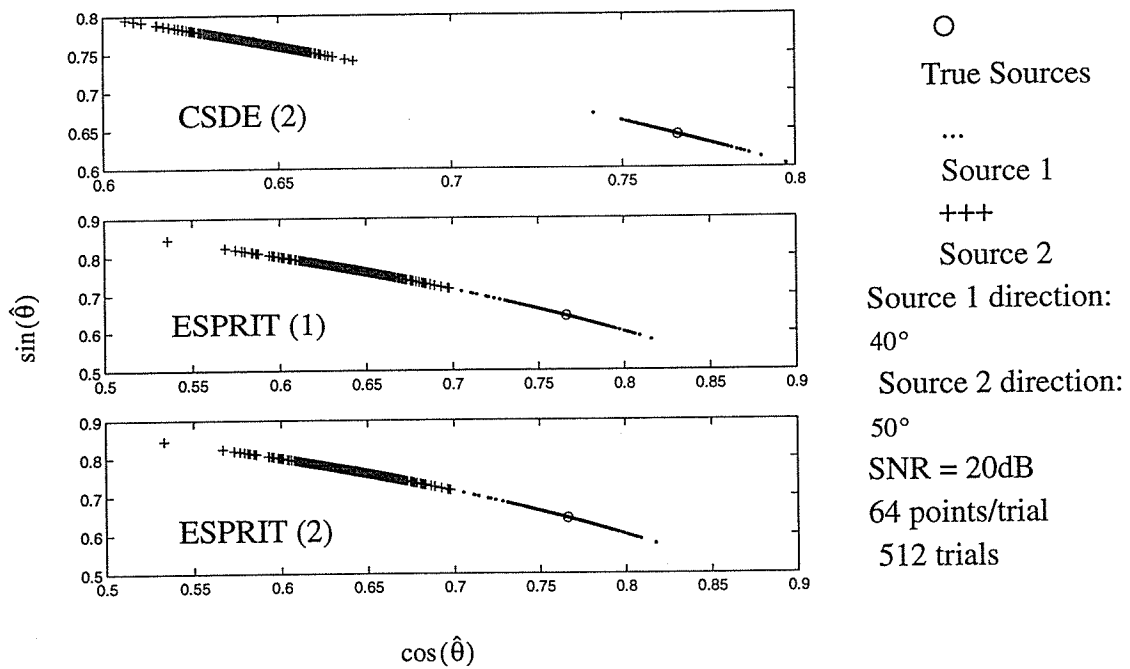 0.8
0.75
0.7
0.65
0.6
CSDE (2)
0.6 0.65 0.7 0.75 0.8
0.9
0.8
0.7
0.6
0.5
ESPRIT (1)
0.5 0.55 0.6 0.65 0.7 0.75 0.8 0.85 0.9
0.9
0.8
0.7
0.6
0.5
ESPRIT (2)
0.5 0.55 0.6 0.65 0.7 0.75 0.8 0.85 0.9
sin(θ̂)
cos(θ̂)
True Sources
...
Source 1
+++
Source 2
Source 1 direction:
40°
Source 2 direction:
50°
SNR = 20dB
64 points/trial
512 trials